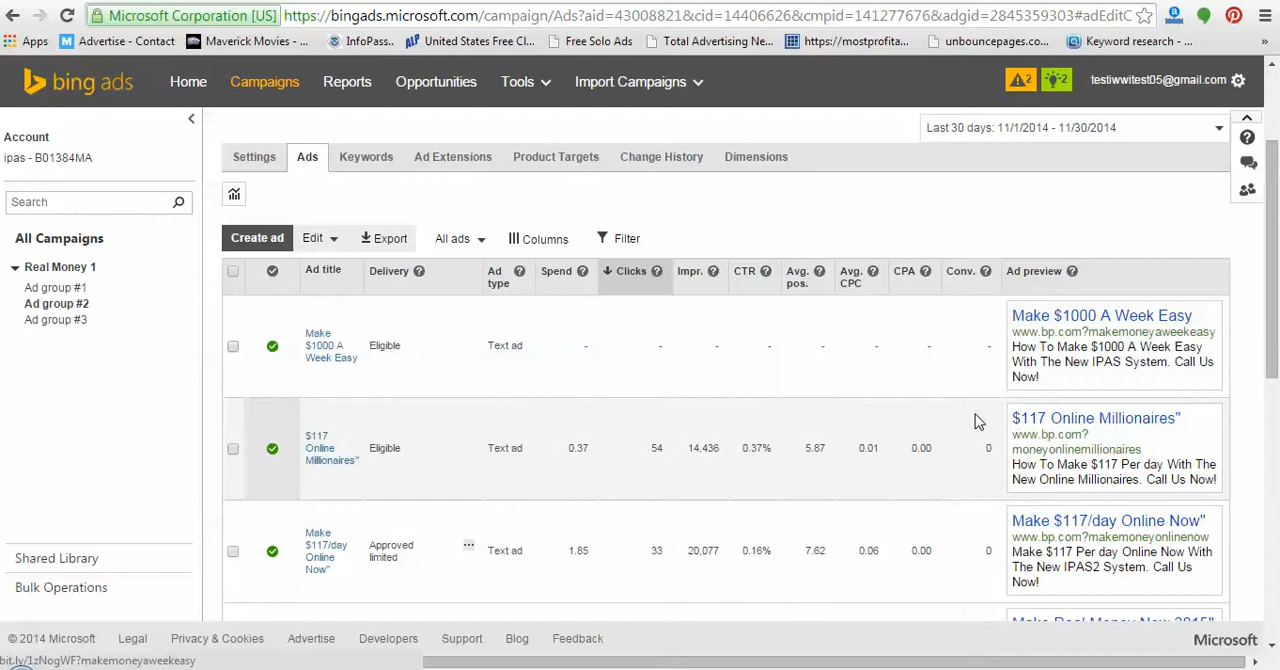 Microsoft Corporation [US] https://bingads.microsoft.com/campaign/Ads?aid=43008821&cid=14406626&cmpid=141277676&adgid=2845359303#adEditC
Apps Advertise - Contact Maverick Movies - ... InfoPass... United States Free Cl... Free Solo Ads Total Advertising Ne... https://mostprofita... unbouncepages.co... Keyword research - ... »
bing ads Home Campaigns Reports Opportunities Tools Import Campaigns 2 2 testiwwitest05@gmail.com
Account
ipas - B01384MA
Last 30 days: 11/1/2014 - 11/30/2014
Settings Ads Keywords Ad Extensions Product Targets Change History Dimensions
Search
All Campaigns
Real Money 1
Ad group #1
Ad group #2
Ad group #3
Shared Library
Bulk Operations
Create ad Edit Export All ads Columns Filter
Ad title Delivery ? Ad type ? Spend ? Clicks ? Impr. ? CTR ? Avg. pos. ? Avg. CPC ? CPA ? Conv. ? Ad preview ?
Make
$1000 A
Week Easy
Eligible Text ad - - - - - - - -
Make $1000 A Week Easy
www.bp.com?makemoneyaweekeasy
How To Make $1000 A Week Easy
With The New IPAS System. Call Us
Now!
$117
Online
Millionaires"
Eligible Text ad 0.37 54 14,436 0.37% 5.87 0.01 0.00 0
$117 Online Millionaires"
www.bp.com?
moneyonlinemillionaires
How To Make $117 Per day With The
New Online Millionaires. Call Us Now!
Make
$117/day
Online
Now"
Approved
limited
... Text ad 1.85 33 20,077 0.16% 7.62 0.06 0.00 0
Make $117/day Online Now"
www.bp.com?makemoneyonlinenow
Make $117 Per day Online Now With
The New IPAS2 System. Call Us
Now!
Make Real Money Now 2015"
© 2014 Microsoft Legal Privacy & Cookies Advertise Developers Support Blog Feedback Microsoft
bit.ly/1zNogWF?makemoneyaweekeasy